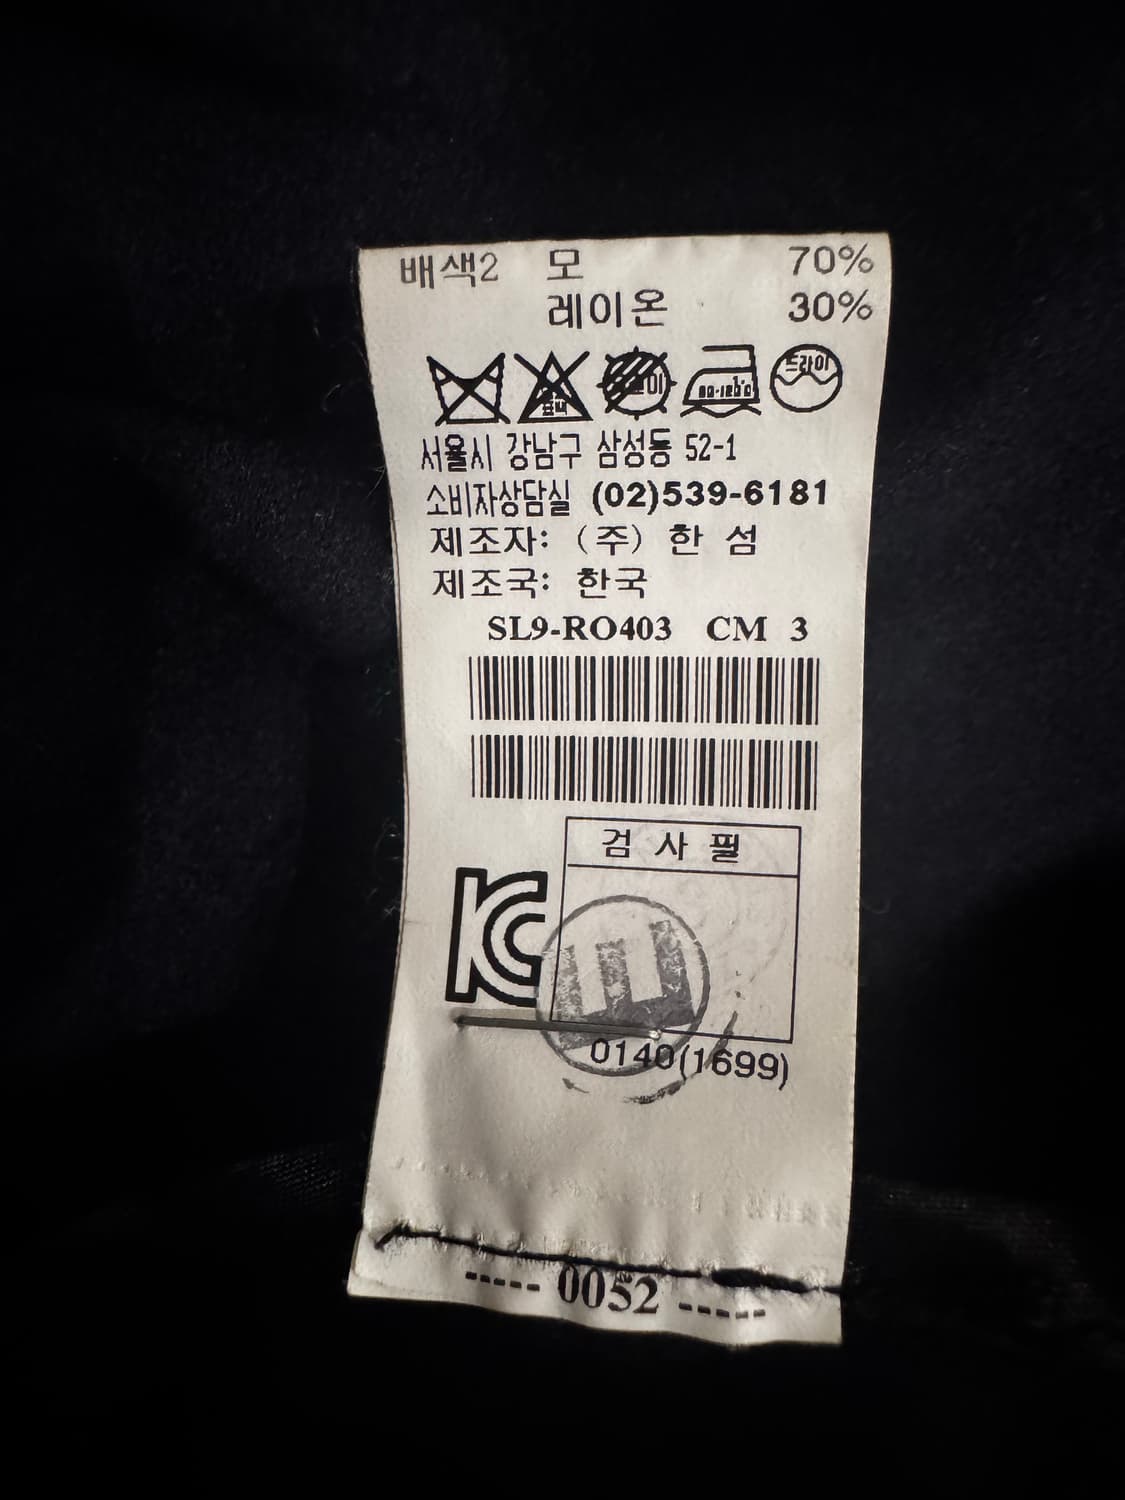 배색2 모 70%
레이온 30%
드라이
서울시 강남구 삼성동 52-1
소비자상담실 (02)539-6181
제조자: (주) 한 섬
제조국: 한국
SL9-RO403 CM 3
검 사 필
KC
0140(1699)
----- 0052 -----